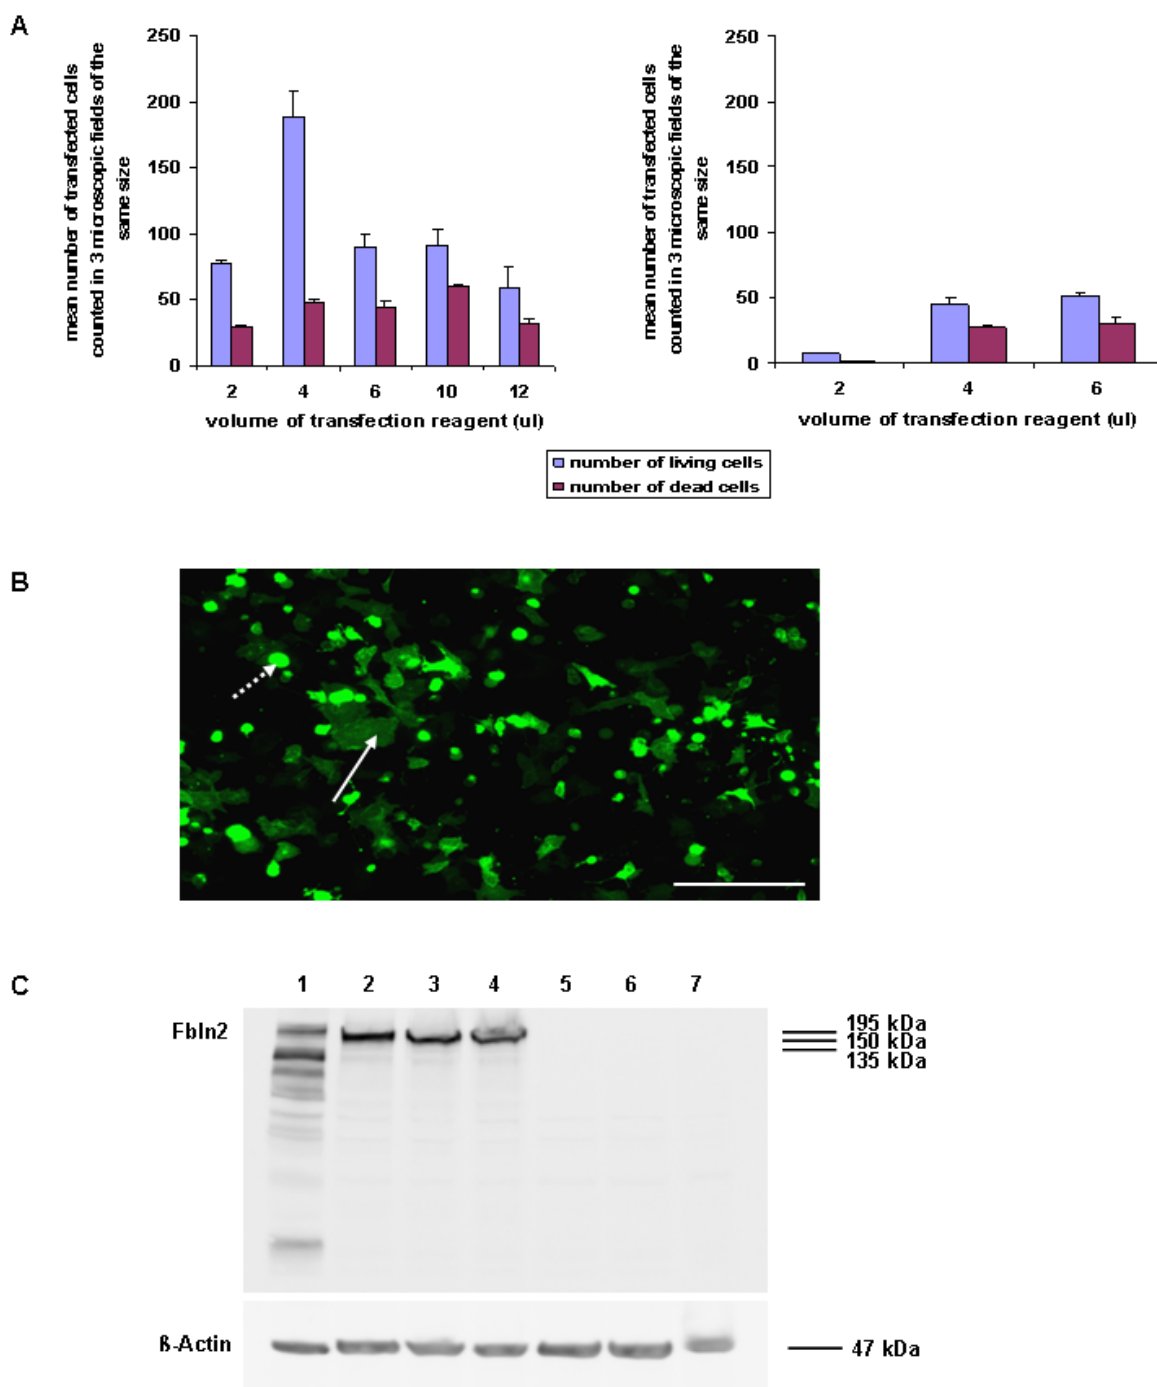 A
mean number of transfected cells
counted in 3 microscopic fields of the
same size
250
200
150
100
50
0
2 4 6 10 12
volume of transfection reagent (ul)
mean number of transfected cells
counted in 3 microscopic fields of the
same size
250
200
150
100
50
0
2 4 6
volume of transfection reagent (ul)
number of living cells
number of dead cells
B
C
1 2 3 4 5 6 7
Fbln2
195 kDa
150 kDa
135 kDa
ß-Actin
47 kDa